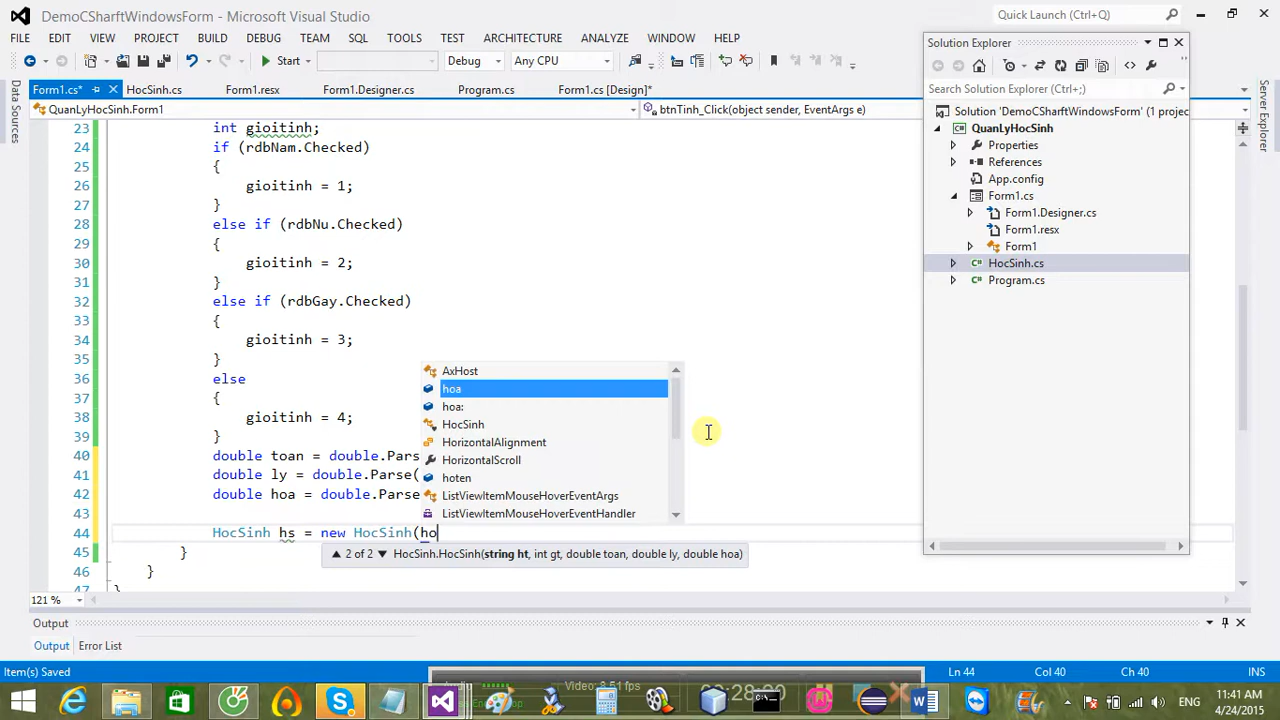 DemoCSharftWindowsForm - Microsoft Visual Studio
Quick Launch (Ctrl+Q)
FILE EDIT VIEW PROJECT BUILD DEBUG TEAM SQL TOOLS TEST ARCHITECTURE ANALYZE WINDOW HELP
Start Debug Any CPU
Form1.cs* HocSinh.cs Form1.resx Form1.Designer.cs Program.cs Form1.cs [Design]*
QuanLyHocSinh.Form1 btnTinh_Click(object sender, EventArgs e)
Data Sources
Server Explorer
23 int gioitinh;
24 if (rdbNam.Checked)
25 {
26 gioitinh = 1;
27 }
28 else if (rdbNu.Checked)
29 {
30 gioitinh = 2;
31 }
32 else if (rdbGay.Checked)
33 {
34 gioitinh = 3;
35 }
36 else
37 {
38 gioitinh = 4;
39 }
40 double toan = double.Pars
41 double ly = double.Parse(
42 double hoa = double.Parse
43
44 HocSinh hs = new HocSinh(ho
45 }
46 }
47 }
AxHost
hoa
hoa:
HocSinh
HorizontalAlignment
HorizontalScroll
hoten
ListViewItemMouseHoverEventArgs
ListViewItemMouseHoverEventHandler
2 of 2 HocSinh.HocSinh(string ht, int gt, double toan, double ly, double hoa)
Solution Explorer
Search Solution Explorer (Ctrl+;)
Solution 'DemoCSharftWindowsForm' (1 projec
QuanLyHocSinh
Properties
References
App.config
Form1.cs
Form1.Designer.cs
Form1.resx
Form1
HocSinh.cs
Program.cs
121 %
Output
Output Error List
Item(s) Saved Ln 44 Col 40 Ch 40 INS
ENG
11:41 AM
4/24/2015